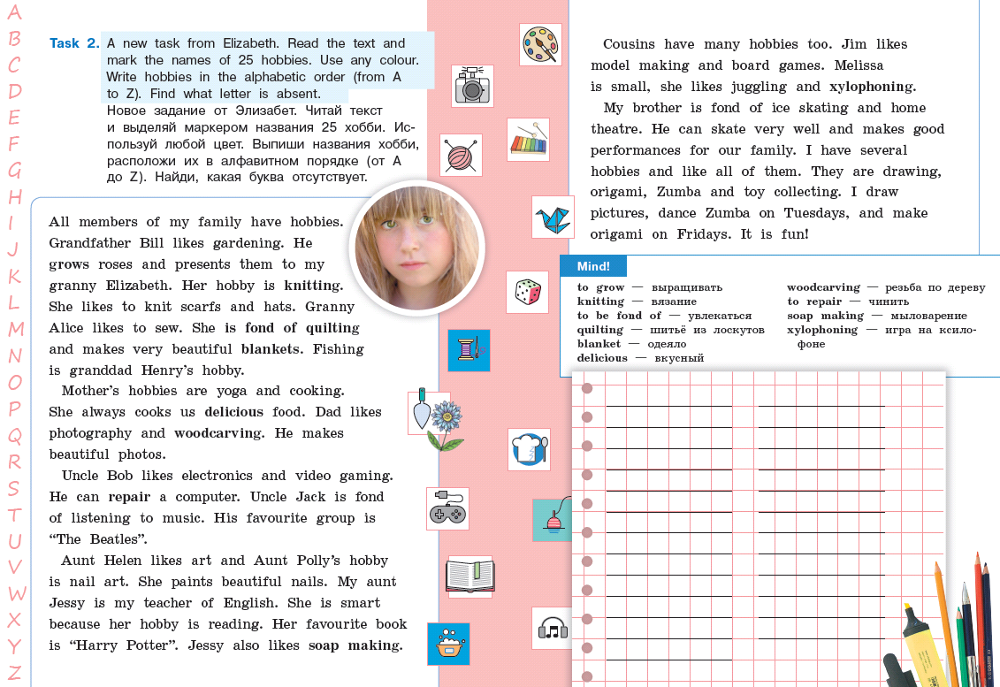 A
B
C
D
E
F
G
H
I
J
K
L
M
N
O
P
Q
R
S
T
U
V
W
X
Y
Z
Task 2. A new task from Elizabeth. Read the text and
mark the names of 25 hobbies. Use any colour.
Write hobbies in the alphabetic order (from A
to Z). Find what letter is absent.
Новое задание от Элизабет. Читай текст
и выделяй маркером названия 25 хобби. Ис-
пользуй любой цвет. Выпиши названия хобби,
расположи их в алфавитном порядке (от A
до Z). Найди, какая буква отсутствует.
All members of my family have hobbies.
Grandfather Bill likes gardening. He
grows roses and presents them to my
granny Elizabeth. Her hobby is knitting.
She likes to knit scarfs and hats. Granny
Alice likes to sew. She is fond of quilting
and makes very beautiful blankets. Fishing
is granddad Henry's hobby.
Mother's hobbies are yoga and cooking.
She always cooks us delicious food. Dad likes
photography and woodcarving. He makes
beautiful photos.
Uncle Bob likes electronics and video gaming.
He can repair a computer. Uncle Jack is fond
of listening to music. His favourite group is
“The Beatles”.
Aunt Helen likes art and Aunt Polly's hobby
is nail art. She paints beautiful nails. My aunt
Jessy is my teacher of English. She is smart
because her hobby is reading. Her favourite book
is “Harry Potter”. Jessy also likes soap making.
Cousins have many hobbies too. Jim likes
model making and board games. Melissa
is small, she likes juggling and xylophoning.
My brother is fond of ice skating and home
theatre. He can skate very well and makes good
performances for our family. I have several
hobbies and like all of them. They are drawing,
origami, Zumba and toy collecting. I draw
pictures, dance Zumba on Tuesdays, and make
origami on Fridays. It is fun!
Mind!
to grow — выращивать
knitting — вязание
to be fond of — увлекаться
quilting — шитьё из лоскутов
blanket — одеяло
delicious — вкусный
woodcarving — резьба по дереву
to repair — чинить
soap making — мыловарение
xylophoning — игра на ксило-
фоне